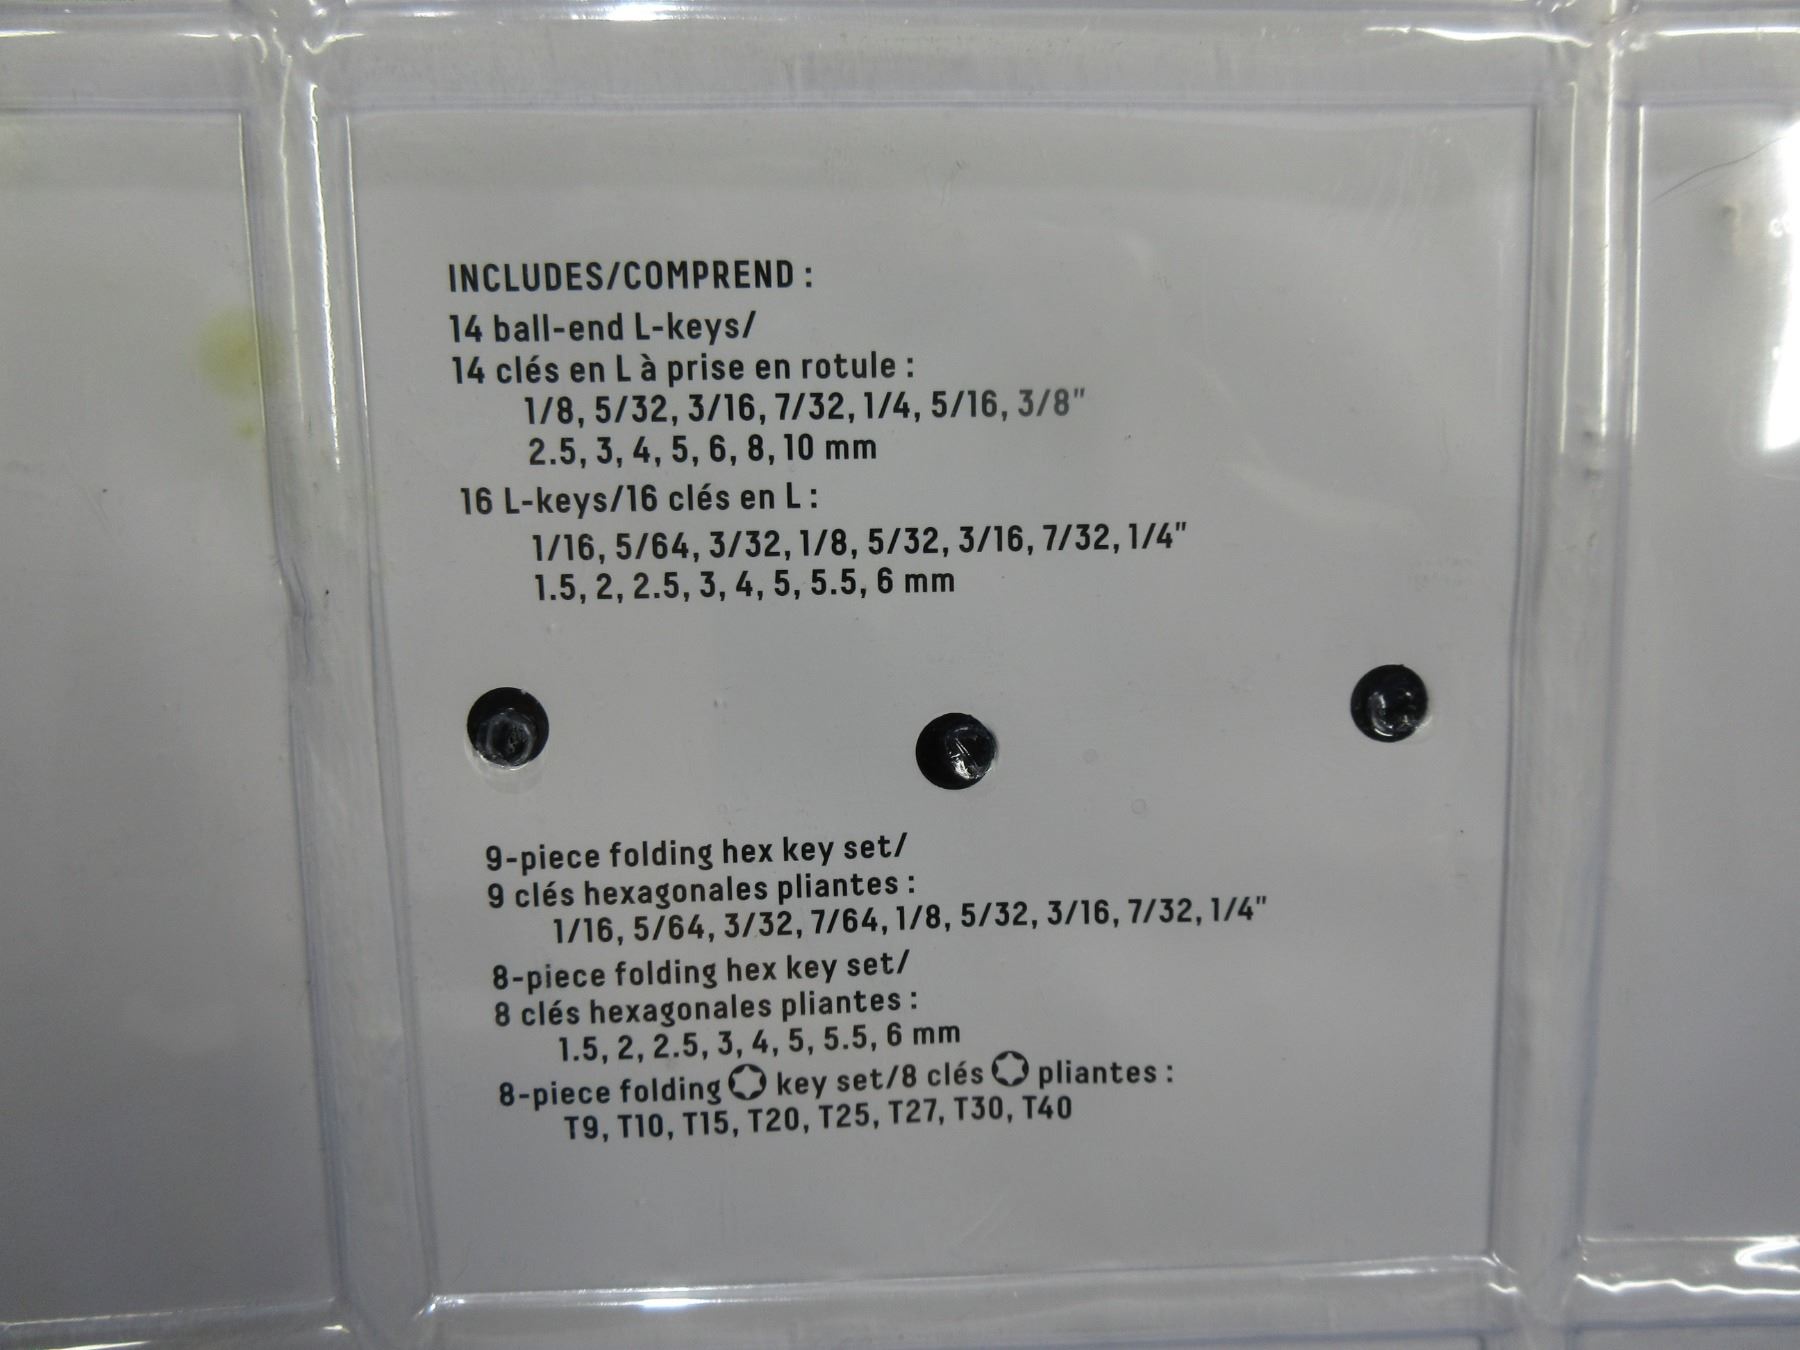 INCLUDES/COMPREND :
14 ball-end L-keys/
14 clés en L à prise en rotule :
1/8, 5/32, 3/16, 7/32, 1/4, 5/16, 3/8"
2.5, 3, 4, 5, 6, 8, 10 mm
16 L-keys/16 clés en L :
1/16, 5/64, 3/32, 1/8, 5/32, 3/16, 7/32, 1/4"
1.5, 2, 2.5, 3, 4, 5, 5.5, 6 mm
9-piece folding hex key set/
9 clés hexagonales pliantes :
1/16, 5/64, 3/32, 7/64, 1/8, 5/32, 3/16, 7/32, 1/4"
8-piece folding hex key set/
8 clés hexagonales pliantes :
1.5, 2, 2.5, 3, 4, 5, 5.5, 6 mm
8-piece folding key set/8 clés pliantes :
T9, T10, T15, T20, T25, T27, T30, T40